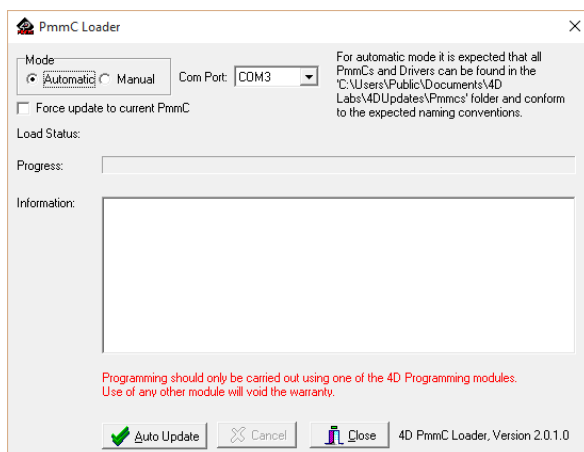 PmmC Loader
Mode
Automatic
Manual
Com Port:
COM3
For automatic mode it is expected that all
PmmCs and Drivers can be found in the
'C:\Users\Public\Documents\4D
Labs\4DUpdates\Pmmcs' folder and conform
to the expected naming conventions.
Force update to current PmmC
Load Status:
Progress:
Information:
Programming should only be carried out using one of the 4D Programming modules.
Use of any other module will void the warranty.
Auto Update
Cancel
Close
4D PmmC Loader, Version 2.0.1.0